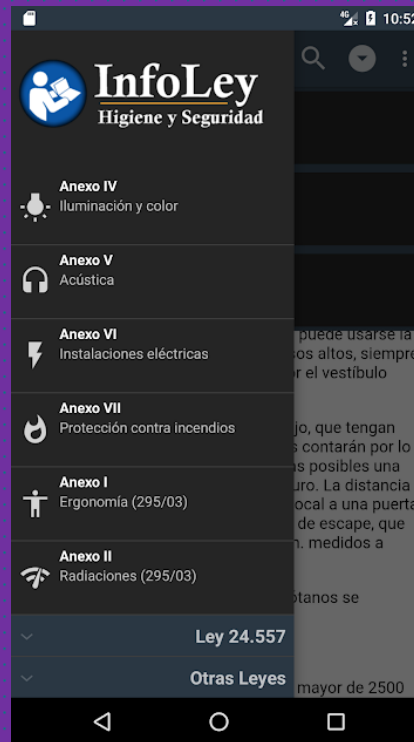 10:52
InfoLey
Higiene y Seguridad
Anexo IV
Iluminación y color
Anexo V
Acústica
Anexo VI
Instalaciones eléctricas
Anexo VII
Protección contra incendios
Anexo I
Ergonomía (295/03)
Anexo II
Radiaciones (295/03)
Ley 24.557
Otras Leyes
puede usarse la
os altos, siempre
r el vestíbulo
jo, que tengan
contarán por lo
s posibles una
uro. La distancia
ocal a una puerta
de escape, que
n. medidos a
otanos se
mayor de 2500